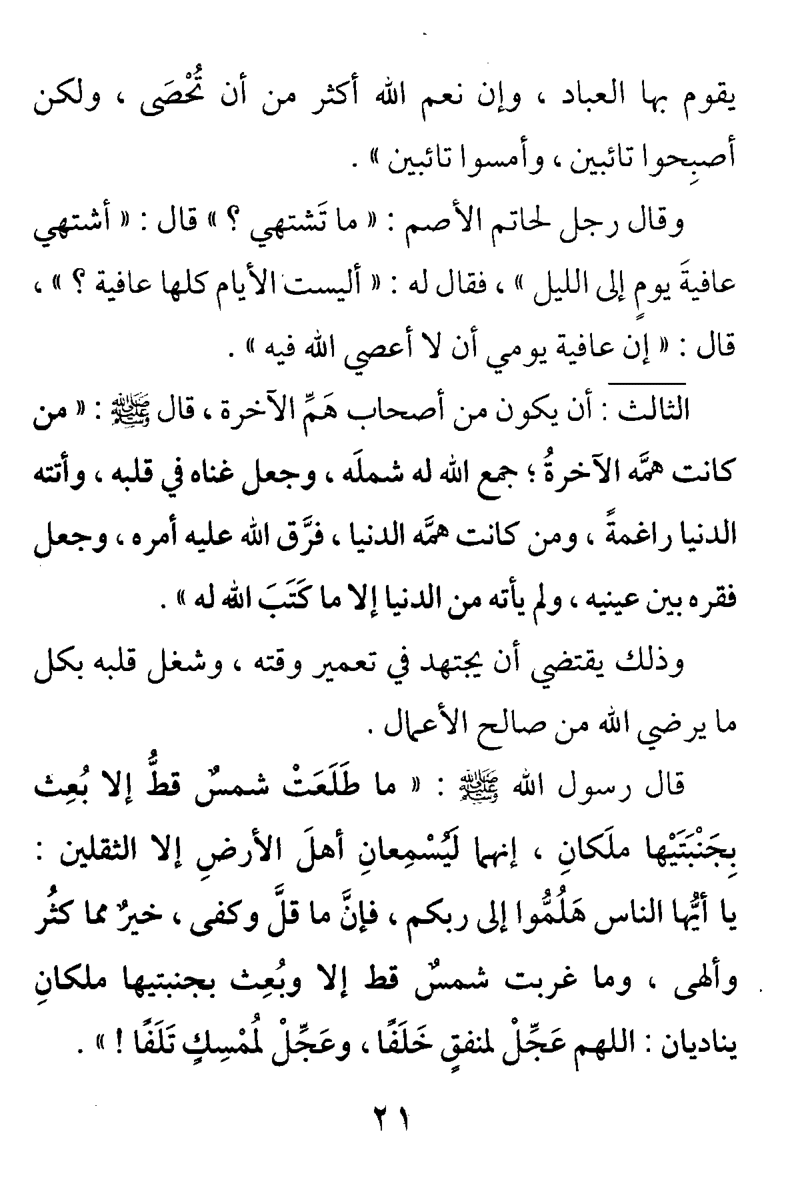 يقوم بها العباد ، وإن نعم الله أكثر من أن تُحْصَى ، ولكن
أصبِحوا تائبين ، وأمسوا تائبين » .
وقال رجل لحاتم الأصم : « ما تَشتهي ؟ » قال : « أشتهي
عافيةَ يومٍ إلى الليل » ، فقال له : « أليست الأيام كلها عافية ؟ » ،
قال : « إن عافية يومي أن لا أعصي الله فيه » .
الثالث : أن يكون من أصحاب هَمِّ الآخرة ، قال ﷺ : « من
كانت همَّه الآخرةُ ؛ جمع الله له شملَه ، وجعل غناه في قلبه ، وأتته
الدنيا راغمةً ، ومن كانت همَّه الدنيا ، فرَّق الله عليه أمره ، وجعل
فقره بين عينيه ، ولم يأته من الدنيا إلا ما كَتَبَ الله له » .
وذلك يقتضي أن يجتهد في تعمير وقته ، وشغل قلبه بكل
ما يرضي الله من صالح الأعمال .
قال رسول الله ﷺ : « ما طَلَعَتْ شمسٌ قطُّ إلا بُعِث
بِجَنْبَتَيْها ملَكانِ ، إنهما لَيُسْمِعانِ أهلَ الأرضِ إلا الثقلين :
يا أيُّها الناس هَلُمُّوا إلى ربكم ، فإنَّ ما قلَّ وكفى ، خيرٌ مما كثُر
وألهى ، وما غربت شمسٌ قط إلا وبُعِث بجنبتيها ملكانِ
يناديان : اللهم عَجِّلْ لمنفقٍ خَلَفًا ، وعَجِّلْ لمُمْسِكٍ تَلَفًا ! » .
٢١